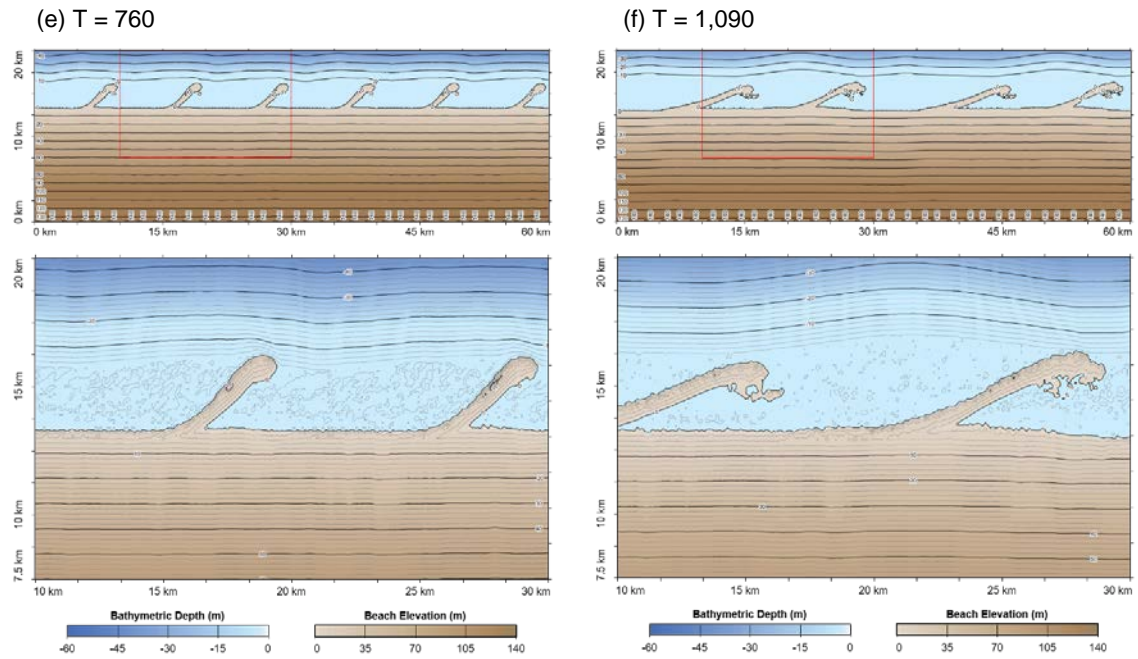 (e) T = 760
(f) T = 1,090
20 km
10 km
0 km
0 km 15 km 30 km 45 km 60 km
20 km
10 km
0 km
0 km 15 km 30 km 45 km 60 km
20 km
15 km
10 km
7.5 km
10 km 15 km 20 km 25 km 30 km
20 km
15 km
10 km
7.5 km
10 km 15 km 20 km 25 km 30 km
Bathymetric Depth (m)
-60 -45 -30 -15 0
Beach Elevation (m)
0 35 70 105 140
Bathymetric Depth (m)
-60 -45 -30 -15 0
Beach Elevation (m)
0 35 70 105 140